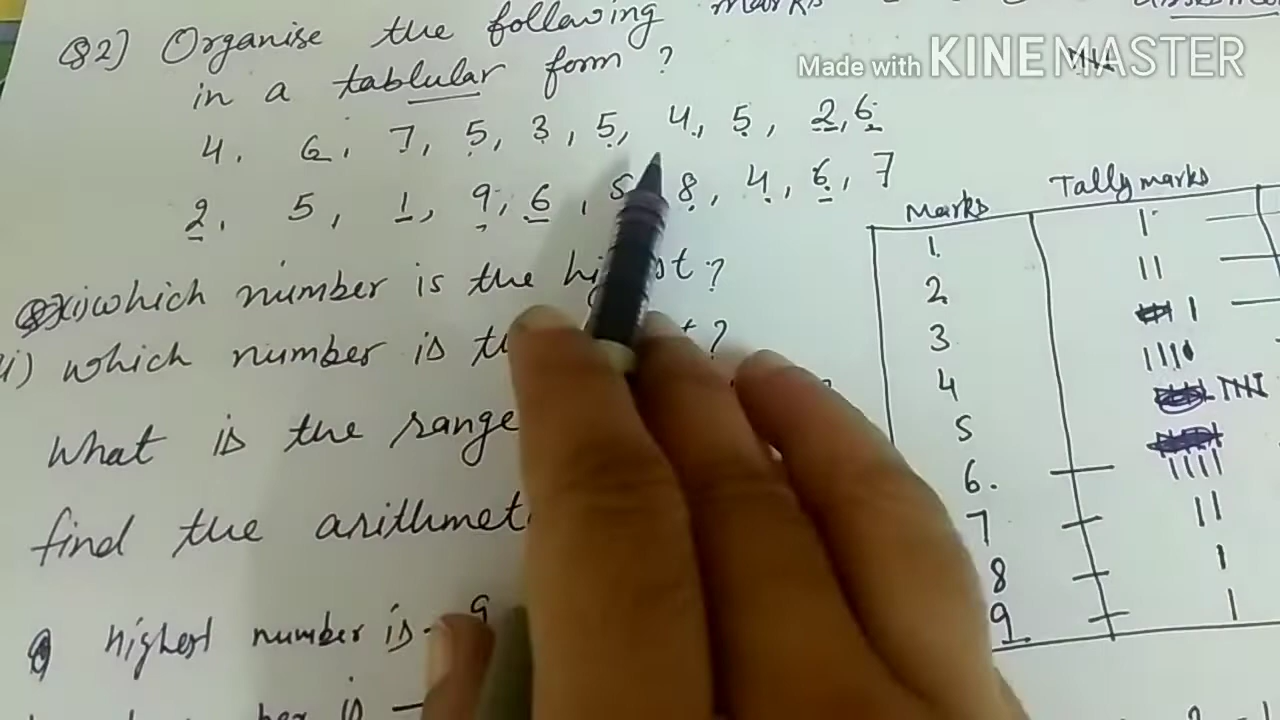 Q2] Organise the following marks
in a tablular form ?
4, 6, 7, 5, 3, 5, 4, 5, 2, 6
2, 5, 1, 9, 6, 5, 8, 4, 6, 7
i) which number is the ?
which number is ?
What is the range
find the
highest number is - 9
is -
Marks Tally marks
1. |
2 ||
3 |
4 ||||
5
6. ||||
7 ||
8 |
9 |
Made with KINEMASTER